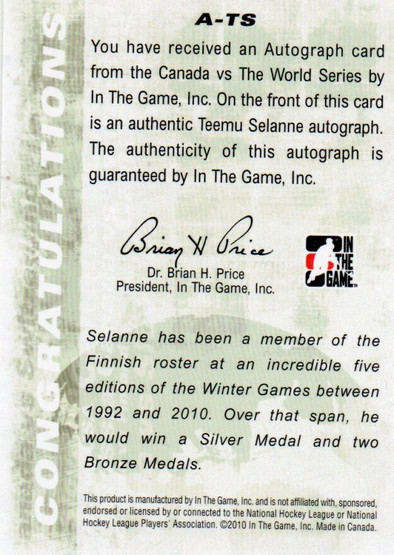 A-TS
CONGRATULATIONS
You have received an Autograph card
from the Canada vs The World Series by
In The Game, Inc. On the front of this card
is an authentic Teemu Selanne autograph.
The authenticity of this autograph is
guaranteed by In The Game, Inc.
Brian H Price
IN
THE
GAME
Dr. Brian H. Price
President, In The Game, Inc.
Selanne has been a member of the
Finnish roster at an incredible five
editions of the Winter Games between
1992 and 2010. Over that span, he
would win a Silver Medal and two
Bronze Medals.
This product is manufactured by In The Game, Inc. and is not affiliated with, sponsored,
endorsed or licensed by or connected to the National Hockey League or National
Hockey League Players' Association. ©2010 In The Game, Inc. Made in Canada.